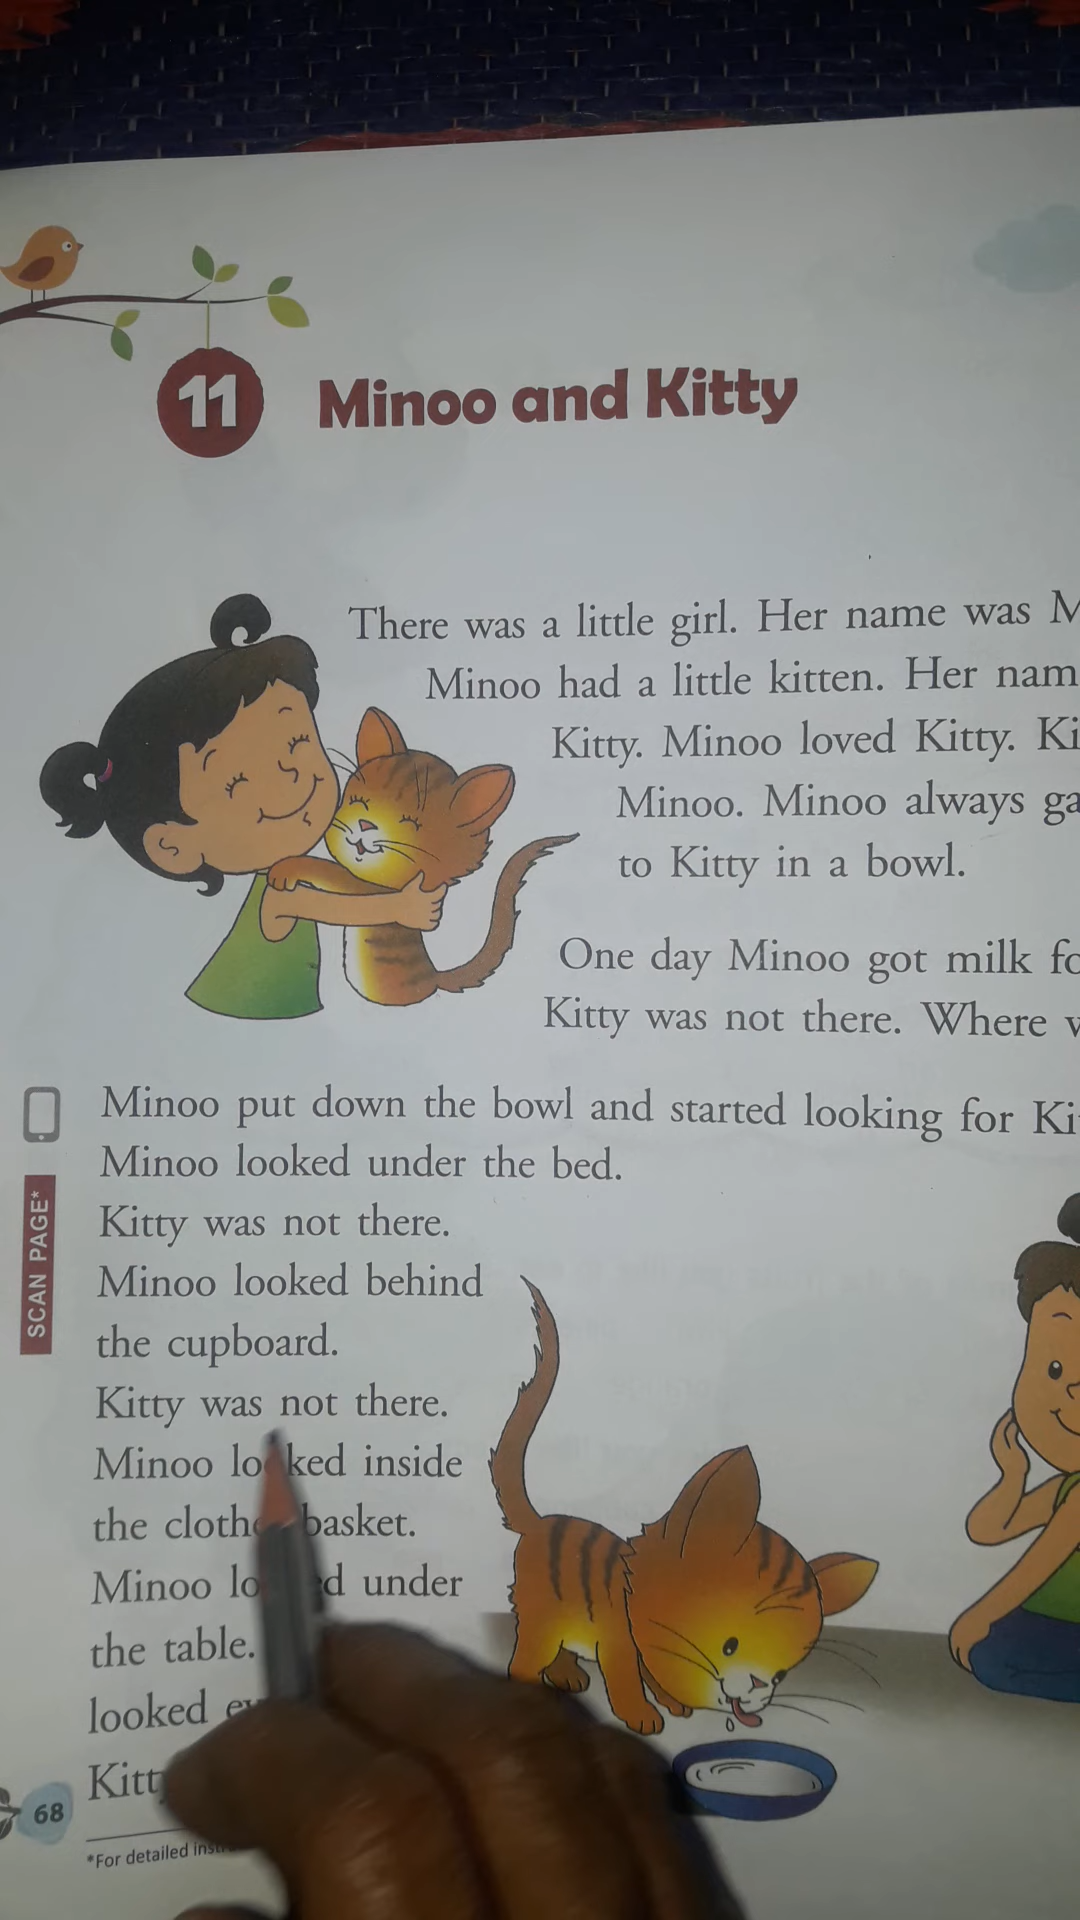 11 Minoo and Kitty
There was a little girl. Her name was
Minoo had a little kitten. Her
Kitty. Minoo loved Kitty.
Minoo. Minoo always
to Kitty in a bowl.
One day Minoo got milk
Kitty was not there. Where
Minoo put down the bowl and started looking for
Minoo looked under the bed.
Kitty was not there.
Minoo looked behind
the cupboard.
Kitty was not there.
Minoo looked inside
the basket.
Minoo under
the table.
looked
SCAN PAGE*
68
*For detailed